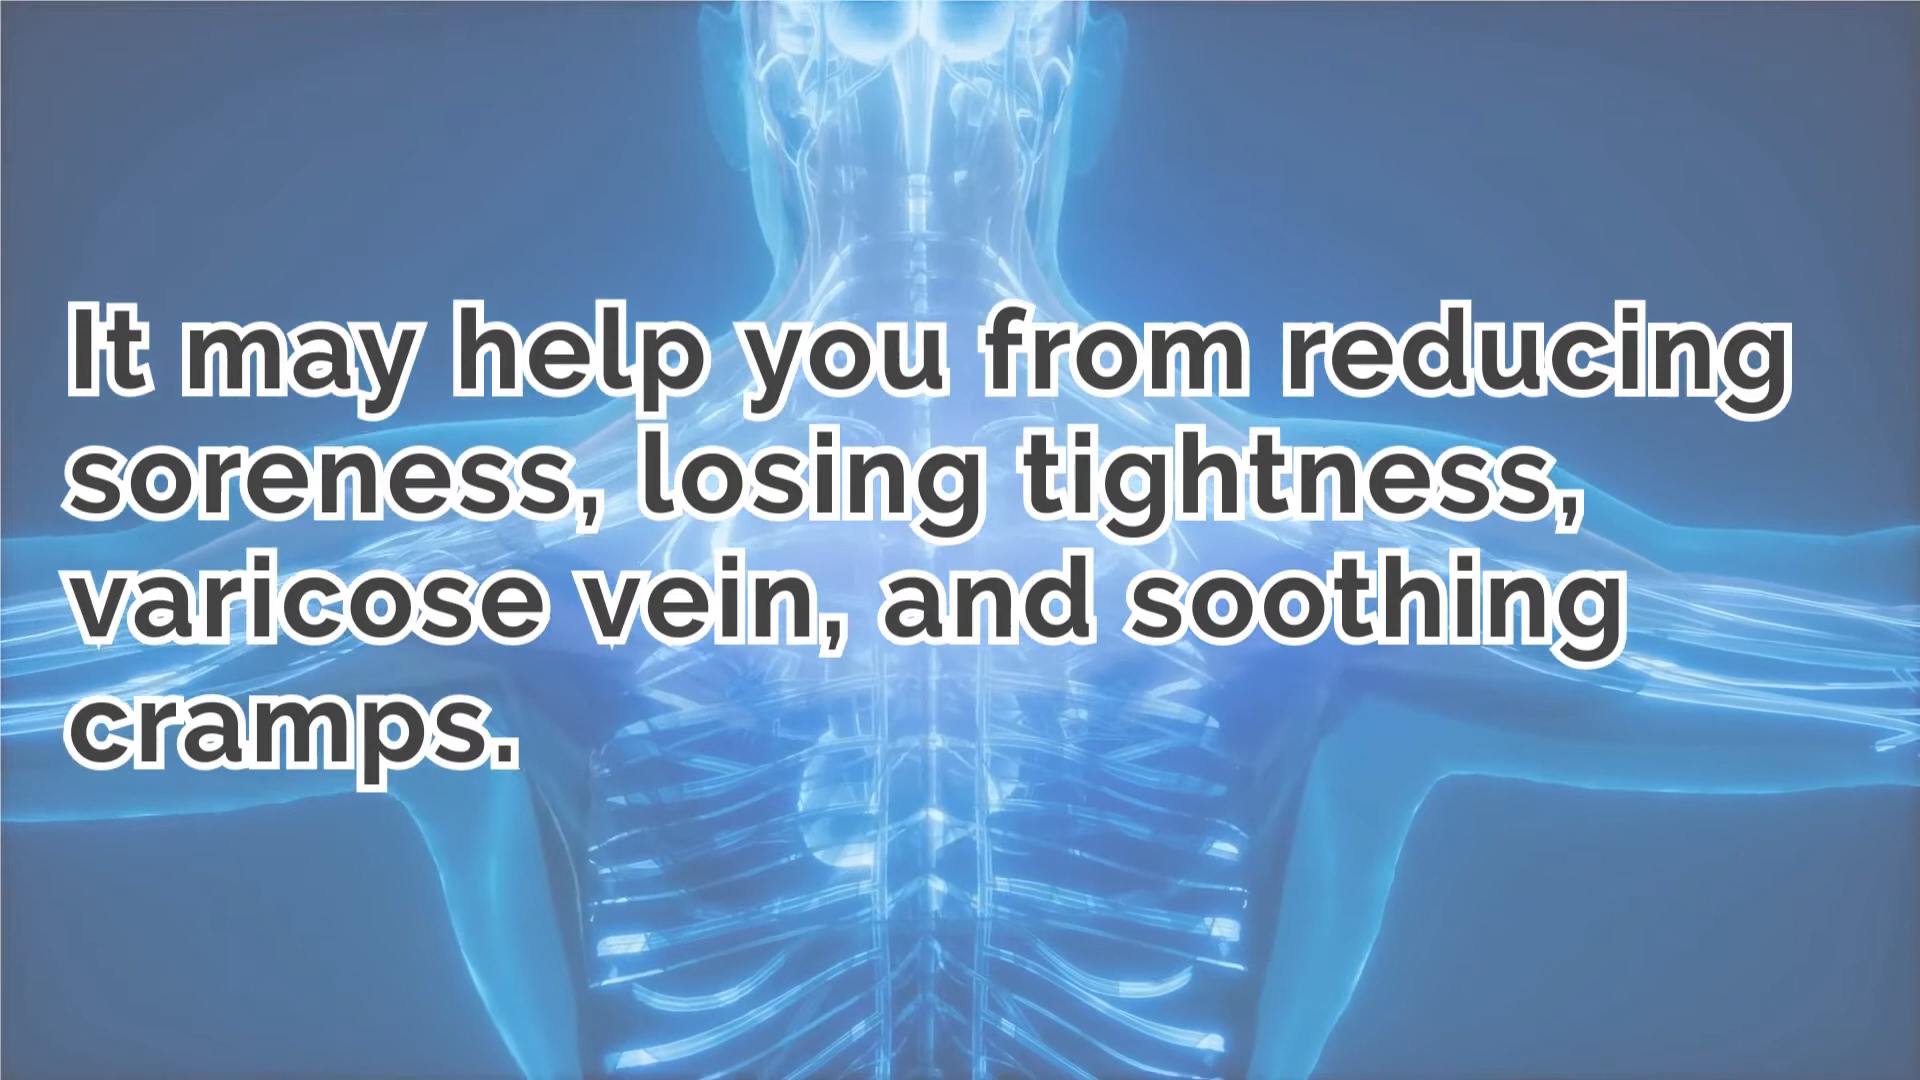 It may help you from reducing
soreness, losing tightness,
varicose vein, and soothing
cramps.